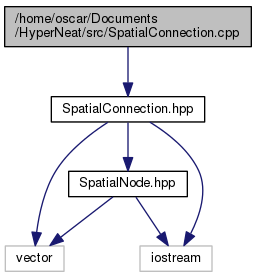 /home/oscar/Documents
/HyperNeat/src/SpatialConnection.cpp
SpatialConnection.hpp
SpatialNode.hpp
vector
iostream